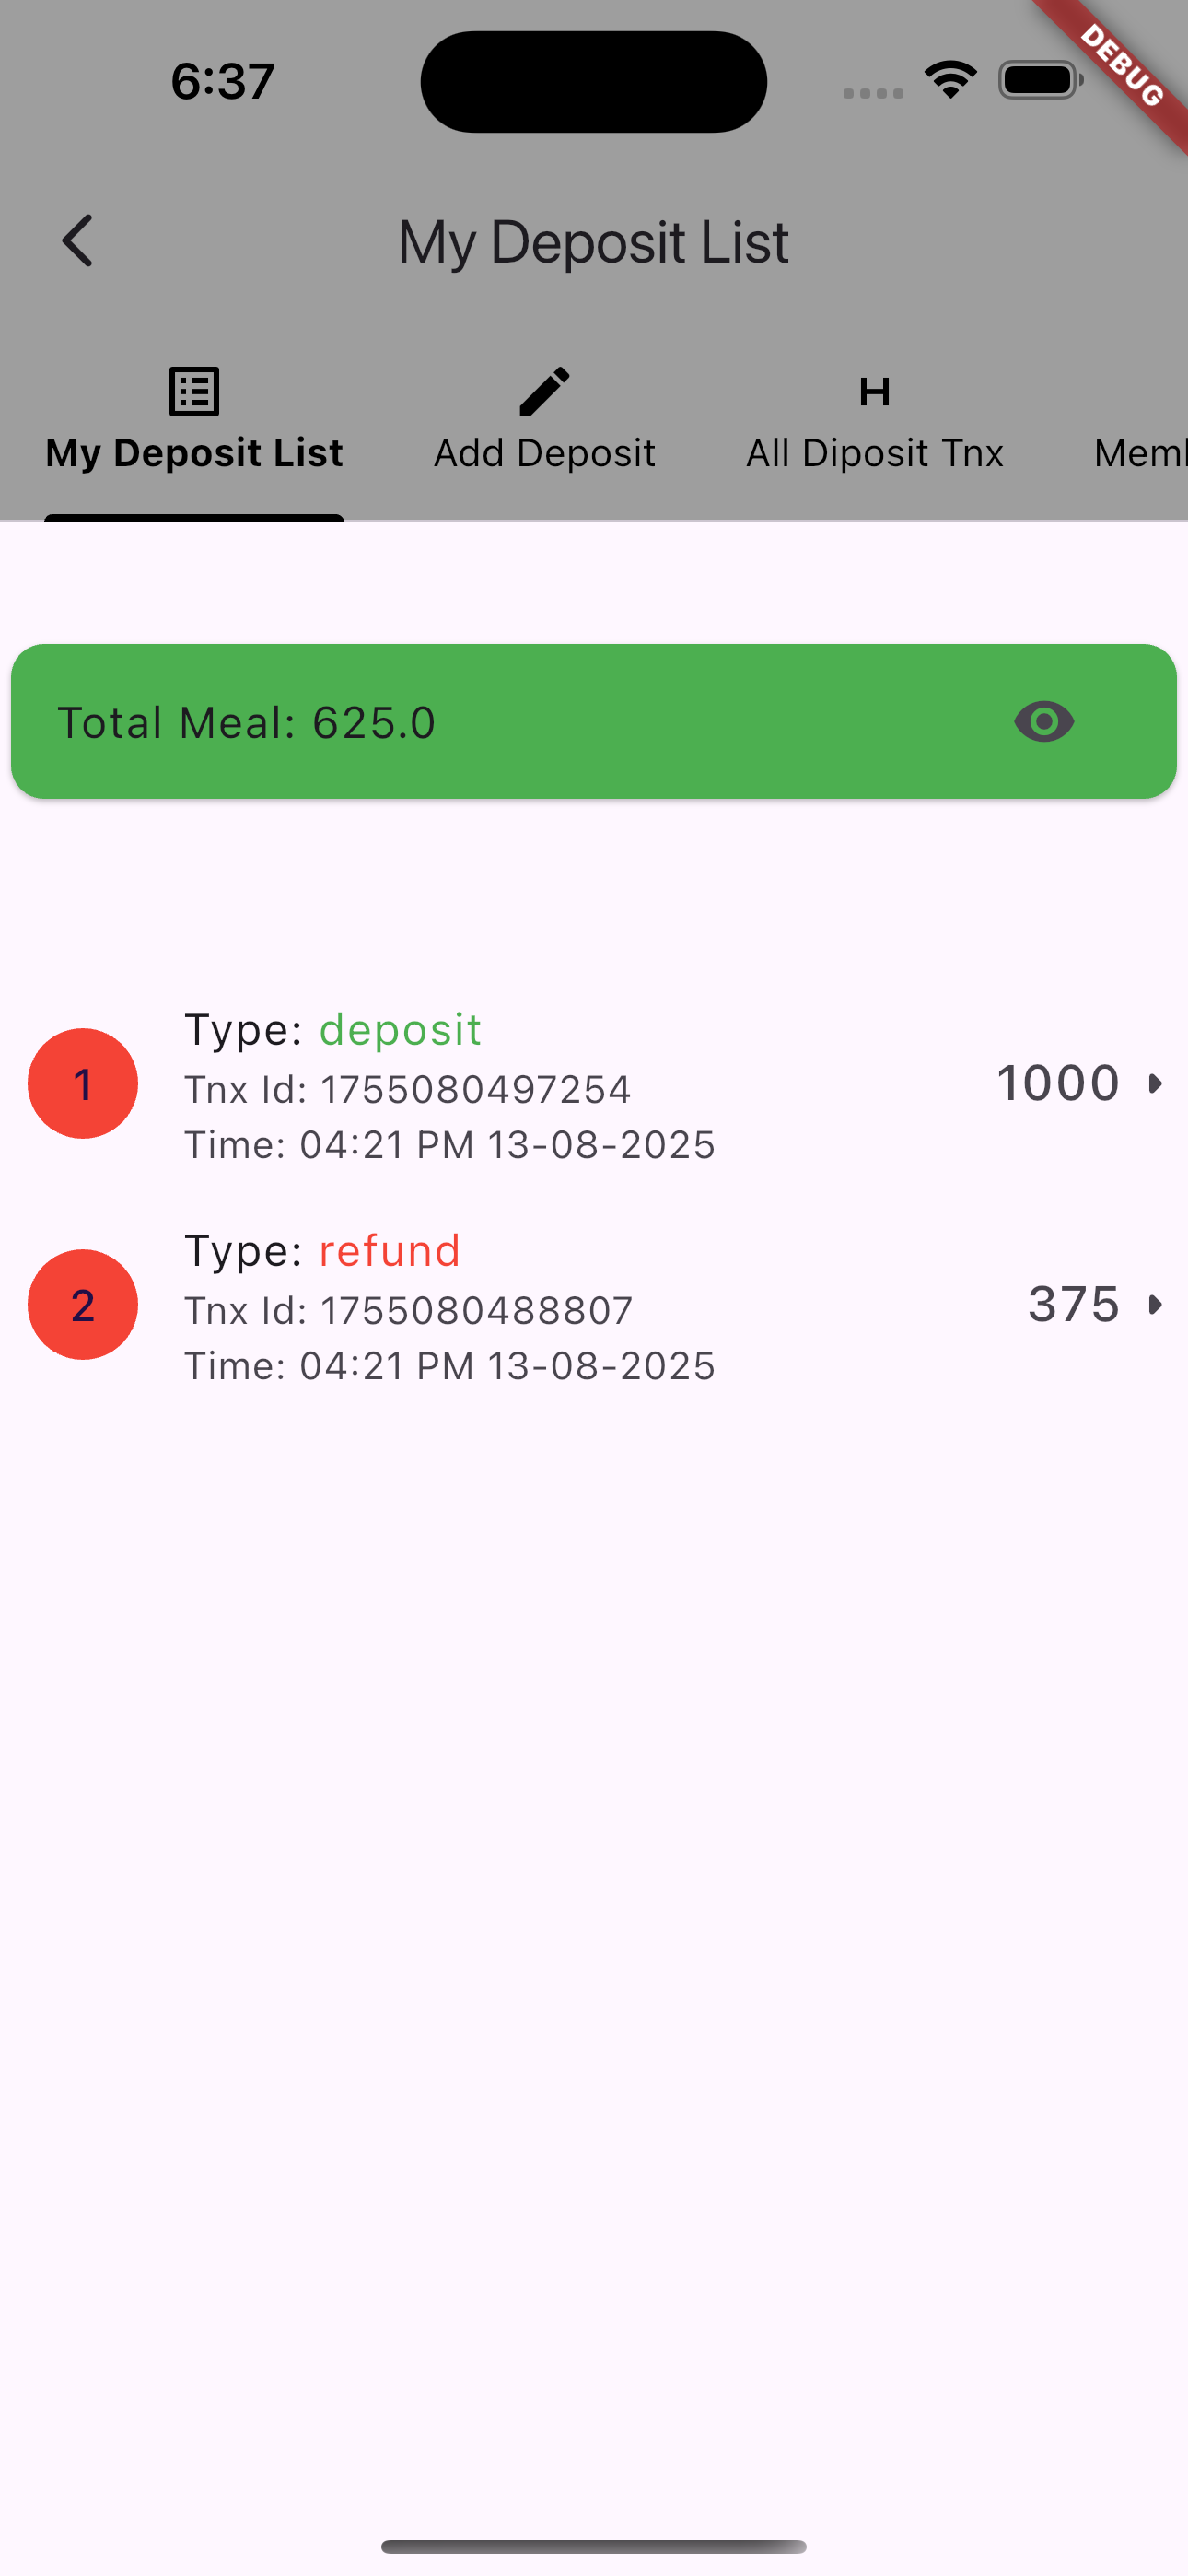 6:37
DEBUG
My Deposit List
My Deposit List Add Deposit All Diposit Tnx
Total Meal: 625.0
1
Type: deposit
Tnx Id: 1755080497254
Time: 04:21 PM 13-08-2025
1000
2
Type: refund
Tnx Id: 1755080488807
Time: 04:21 PM 13-08-2025
375